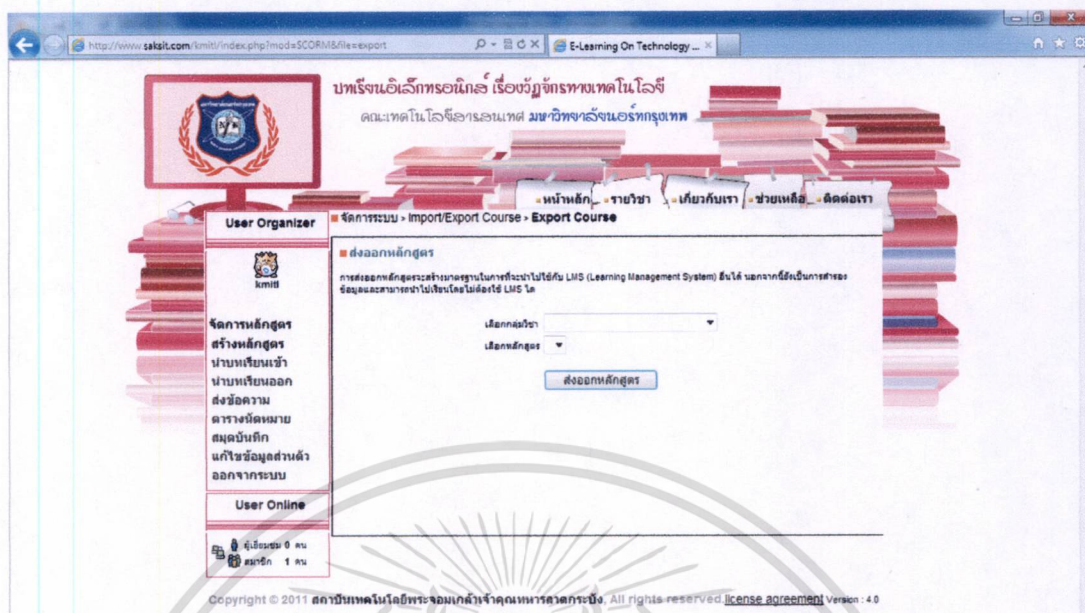 http://www.saksit.com/kmitl/index.php?mod=SCORM&file=export
E-Learning On Technology ...
บทเรียนอิเล็กทรอนิกส์ เรื่องวัฏจักรทางเทคโนโลยี
คณะเทคโนโลยีสารสนเทศ มหาวิทยาลัยนอร์ทกรุงเทพ
หน้าหลัก
รายวิชา
เกี่ยวกับเรา
ช่วยเหลือ
ติดต่อเรา
User Organizer
จัดการระบบ > Import/Export Course > Export Course
kmitl
ส่งออกหลักสูตร
การส่งออกหลักสูตรจะสร้างมาตรฐานในการที่จะนำไปใช้กับ LMS (Learning Management System) อื่นได้ นอกจากนี้ยังเป็นการสำรอง
ข้อมูลและสามารถนำไปเรียนโดยไม่ต้องใช้ LMS ได
เลือกกลุ่มวิชา
เลือกหลักสูตร
ส่งออกหลักสูตร
จัดการหลักสูตร
สร้างหลักสูตร
นำบทเรียนเข้า
นำบทเรียนออก
ส่งข้อความ
ตารางนัดหมาย
สมุดบันทึก
แก้ไขข้อมูลส่วนตัว
ออกจากระบบ
User Online
ผู้เยี่ยมชม 0 คน
สมาชิก 1 คน
Copyright © 2011 สถาบันเทคโนโลยีพระจอมเกล้าเจ้าคุณทหารลาดกระบัง, All rights reserved.license agreement Version : 4.0